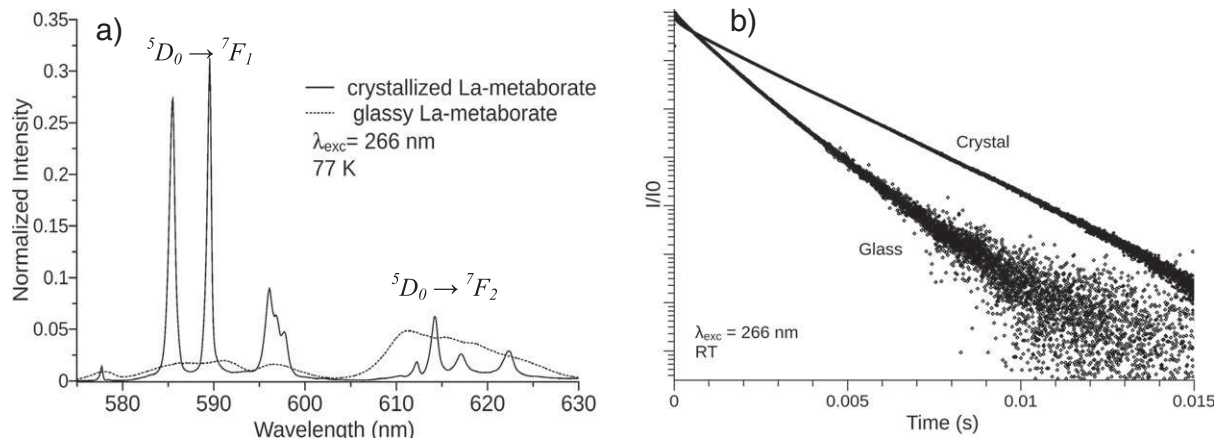 a)
0.35
0.3
0.25
0.2
0.15
0.1
0.05
0
580
590
600
610
620
630
Normalized Intensity
Wavelength (nm)
⁵D₀ → ⁷F₁
crystallized La-metaborate
glassy La-metaborate
λexc= 266 nm
77 K
⁵D₀ → ⁷F₂
b)
I/I0
Crystal
Glass
λexc = 266 nm
RT
0
0.005
0.01
0.015
Time (s)